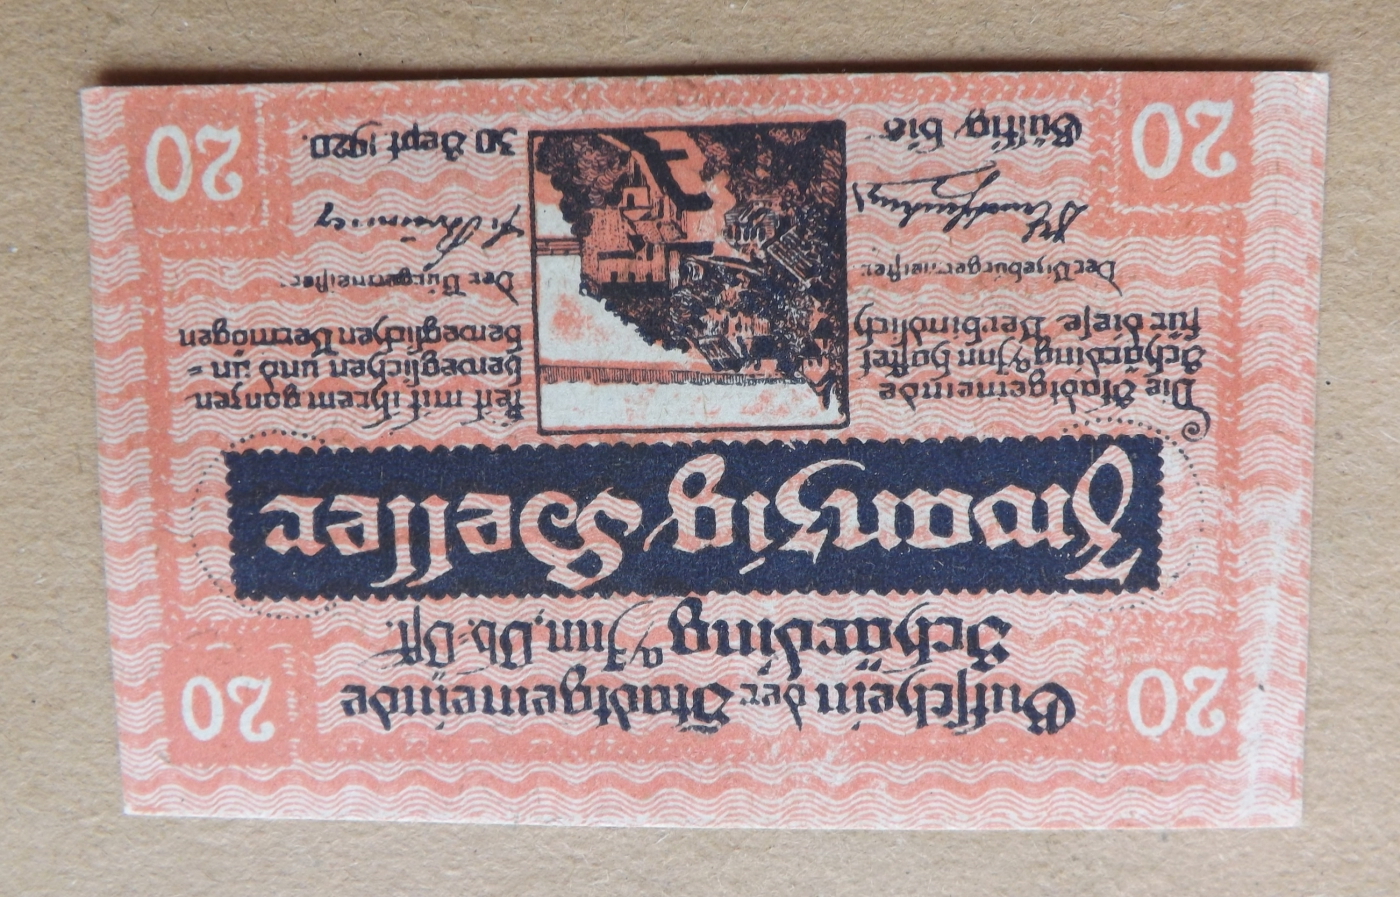 20
20
Gutschein der Stadtgemeinde
Schärding a/Inn, Ob.-Öst.
Zwanzig Heller
Die Stadtgemeinde
Schärding a/Inn haftet
für diese Verbindlich
keit mit ihrem ganzen
beweglichen und un=
beweglichen Vermögen
Der Vizebürgermeister
Der Bürgermeister
Gültig bis
30. Sept 1920.
20
20